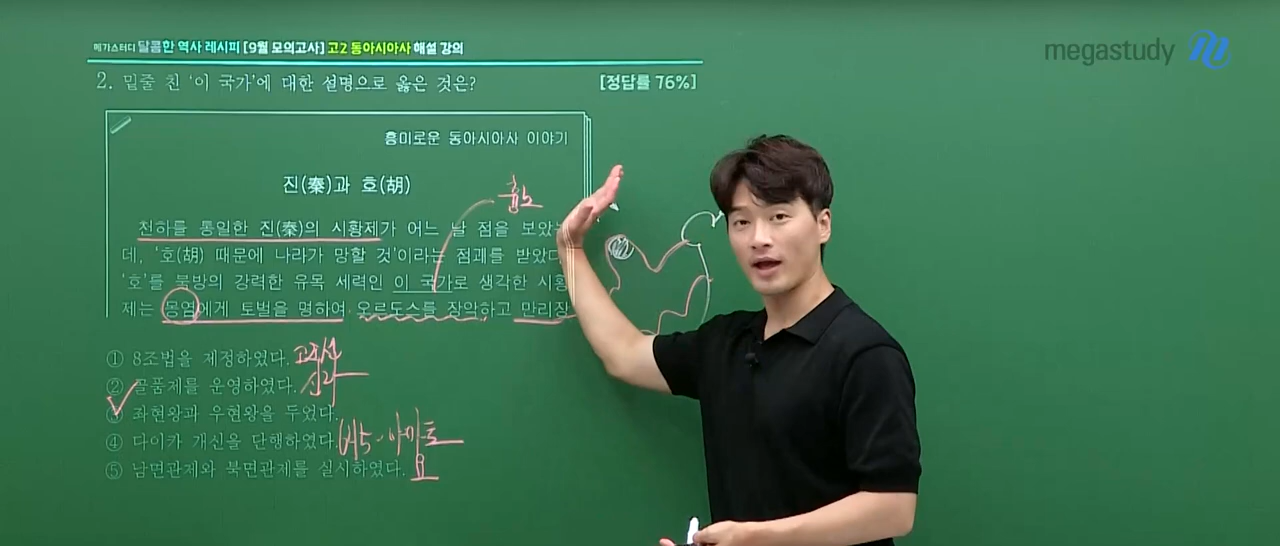 메가스터디 달콤한 역사 레시피 [9월 모의고사] 고2 동아시아사 해설 강의
megastudy
2. 밑줄 친 ‘이 국가’에 대한 설명으로 옳은 것은?
[정답률 76%]
흥미로운 동아시아사 이야기
진(秦)과 호(胡)
흉노
천하를 통일한 진(秦)의 시황제가 어느 날 점을 보았는
데, ‘호(胡) 때문에 나라가 망할 것’이라는 점괘를 받았다.
‘호’를 북방의 강력한 유목 세력인 이 국가로 생각한 시황
제는 몽염에게 토벌을 명하여, 오르도스를 장악하고 만리장
① 8조법을 제정하였다. 고조선
② 골품제를 운영하였다. 신라
③ 좌현왕과 우현왕을 두었다.
④ 다이카 개신을 단행하였다.
⑤ 남면관제와 북면관제를 실시하였다. 요